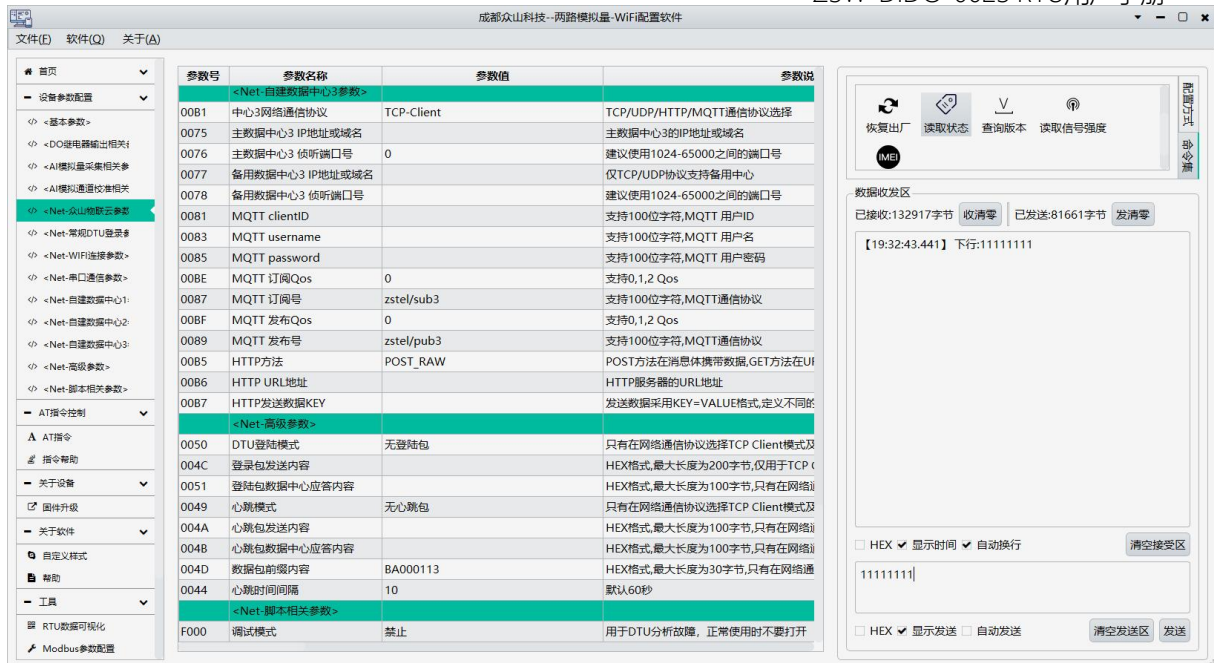 成都众山科技--两路模拟量-WiFi配置软件
文件(F) 软件(Q) 关于(A)
首页
设备参数配置
</> <基本参数>
</> <DO继电器输出相关
</> <AI模拟量采集相关参
</> <AI模拟通道校准相关
</> <Net-众山物联云参数
</> <Net-常规DTU登录
</> <Net-WIFI连接参数>
</> <Net-串口通信参数>
</> <Net-自建数据中心1
</> <Net-自建数据中心2
</> <Net-自建数据中心3
</> <Net-高级参数>
</> <Net-脚本相关参数>
AT指令控制
A AT指令
指令帮助
关于设备
固件升级
关于软件
自定义样式
帮助
工具
RTU数据可视化
Modbus参数配置
参数号 参数名称 参数值 参数说
<Net-自建数据中心3参数>
00B1 中心3网络通信协议 TCP-Client TCP/UDP/HTTP/MQTT通信协议选择
0075 主数据中心3 IP地址或域名 主数据中心3的IP地址或域名
0076 主数据中心3 侦听端口号 0 建议使用1024-65000之间的端口号
0077 备用数据中心3 IP地址或域名 仅TCP/UDP协议支持备用中心
0078 备用数据中心3 侦听端口号 建议使用1024-65000之间的端口号
0081 MQTT clientID 支持100位字符,MQTT 用户ID
0083 MQTT username 支持100位字符,MQTT 用户名
0085 MQTT password 支持100位字符,MQTT 用户密码
00BE MQTT 订阅Qos 0 支持0,1,2 Qos
0087 MQTT 订阅号 zstel/sub3 支持100位字符,MQTT通信协议
00BF MQTT 发布Qos 0 支持0,1,2 Qos
0089 MQTT 发布号 zstel/pub3 支持100位字符,MQTT通信协议
00B5 HTTP方法 POST_RAW POST方法在消息体携带数据,GET方法在UR
00B6 HTTP URL地址 HTTP服务器的URL地址
00B7 HTTP发送数据KEY 发送数据采用KEY=VALUE格式,定义不同的
<Net-高级参数>
0050 DTU登陆模式 无登陆包 只有在网络通信协议选择TCP Client模式及
004C 登录包发送内容 HEX格式,最大长度为200字节,仅用于TCP
0051 登陆包数据中心应答内容 HEX格式,最大长度为100字节,只有在网络
0049 心跳模式 无心跳包 只有在网络通信协议选择TCP Client模式及
004A 心跳包发送内容 HEX格式,最大长度为100字节,只有在网络
004B 心跳包数据中心应答内容 HEX格式,最大长度为100字节,只有在网络
004D 数据包前缀内容 BA000113 HEX格式,最大长度为30字节,只有在网络通
0044 心跳时间间隔 10 默认60秒
<Net-脚本相关参数>
F000 调试模式 禁止 用于DTU分析故障，正常使用时不要打开
恢复出厂 读取状态 查询版本 读取信号强度
IMEI
配置方式
命令集
数据收发区
已接收:132917字节 收清零 已发送:81661字节 发清零
【19:32:43.441】下行:11111111
HEX 显示时间 自动换行 清空接受区
11111111
HEX 显示发送 自动发送 清空发送区 发送